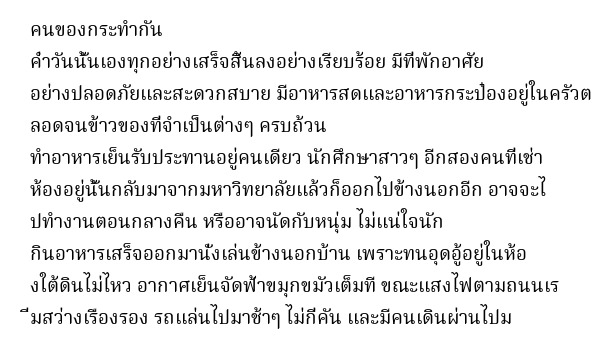 คนของกระทำกัน
ค่ำวันนั้นเองทุกอย่างเสร็จสิ้นลงอย่างเรียบร้อย มีที่พักอาศัย
อย่างปลอดภัยและสะดวกสบาย มีอาหารสดและอาหารกระป๋องอยู่ในครัวต
ลอดจนข้าวของที่จำเป็นต่างๆ ครบถ้วน
ทำอาหารเย็นรับประทานอยู่คนเดียว นักศึกษาสาวๆ อีกสองคนที่เช่า
ห้องอยู่นั้นกลับมาจากมหาวิทยาลัยแล้วก็ออกไปข้างนอกอีก อาจจะไ
ปทำงานตอนกลางคืน หรืออาจนัดกับหนุ่ม ไม่แน่ใจนัก
กินอาหารเสร็จออกมานั่งเล่นข้างนอกบ้าน เพราะทนอุดอู้อยู่ในห้อ
งใต้ดินไม่ไหว อากาศเย็นจัดฟ้าขมุกขมัวเต็มที ขณะแสงไฟตามถนนเร
ิ่มสว่างเรืองรอง รถแล่นไปมาช้าๆ ไม่กี่คัน และมีคนเดินผ่านไปม